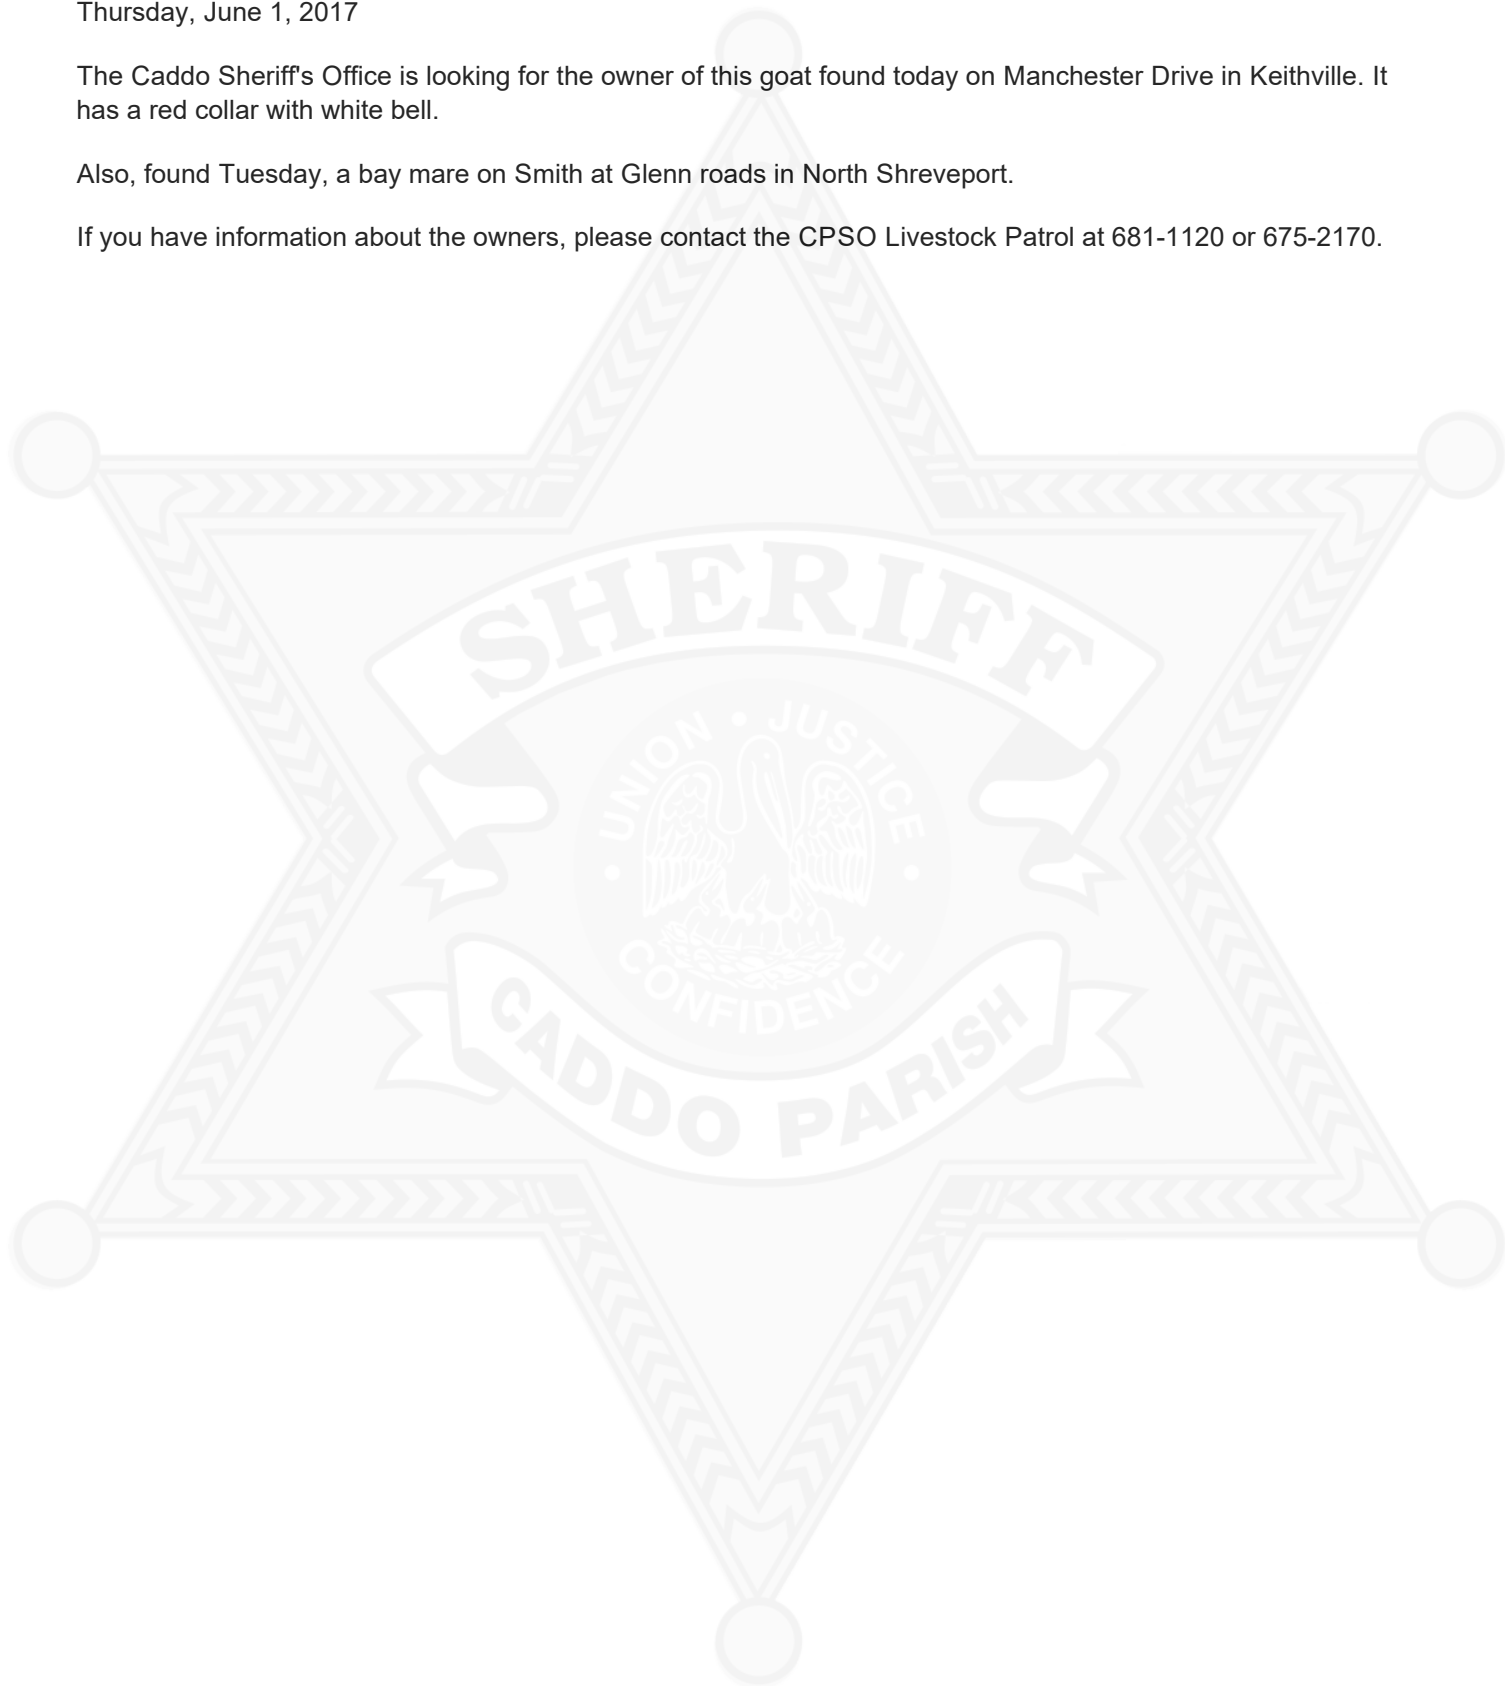 Thursday, June 1, 2017
The Caddo Sheriff's Office is looking for the owner of this goat found today on Manchester Drive in Keithville. It
has a red collar with white bell.
Also, found Tuesday, a bay mare on Smith at Glenn roads in North Shreveport.
If you have information about the owners, please contact the CPSO Livestock Patrol at 681-1120 or 675-2170.
SHERIFF
UNION • JUSTICE
• CONFIDENCE •
CADDO PARISH